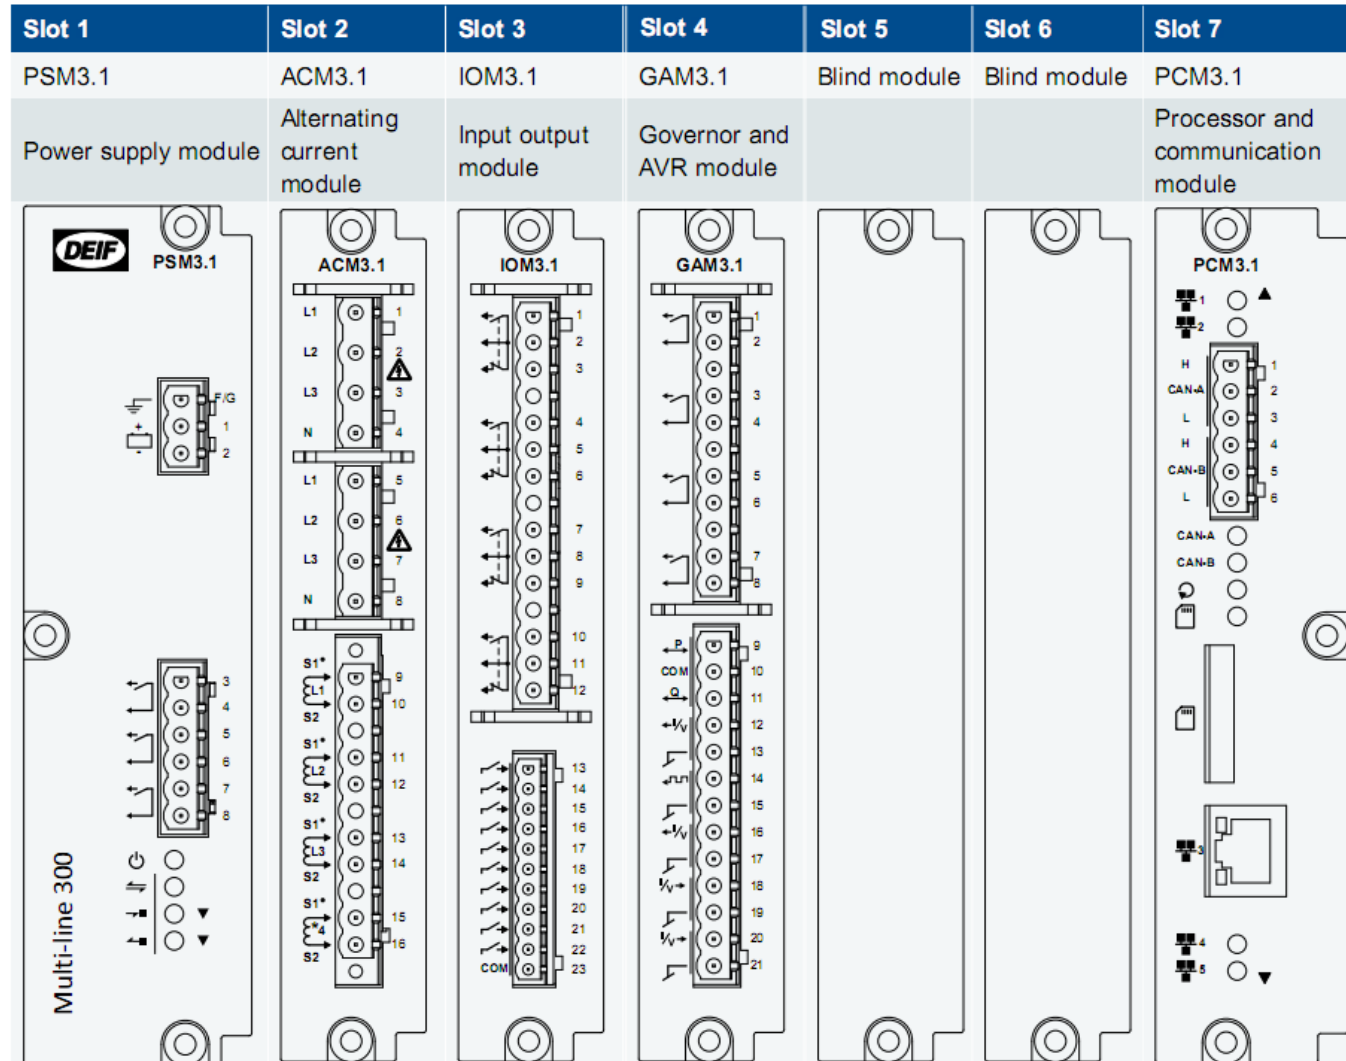 Slot 1
Slot 2
Slot 3
Slot 4
Slot 5
Slot 6
Slot 7
PSM3.1
ACM3.1
IOM3.1
GAM3.1
Blind module
Blind module
PCM3.1
Power supply module
Alternating
current
module
Input output
module
Governor and
AVR module
Processor and
communication
module
DEIF
PSM3.1
F/G
+
1
-
2
3
4
5
6
7
8
Multi-line 300
ACM3.1
L1 1
L2 2
L3 3
N 4
L1 5
L2 6
L3 7
N 8
S1*
9
L1
10
S2
S1*
11
L2
12
S2
S1*
13
L3
14
S2
S1*
15
*4
16
S2
IOM3.1
1
2
3
4
5
6
7
8
9
10
11
12
13
14
15
16
17
18
19
20
21
22
COM 23
GAM3.1
1
2
3
4
5
6
7
8
P 9
COM 10
Q 11
I/V 12
13
14
15
I/V 16
17
I/V 18
19
I/V 20
21
PCM3.1
1
2
H 1
CAN-A 2
L 3
H 4
CAN-B 5
L 6
CAN-A
CAN-B
3
4
5